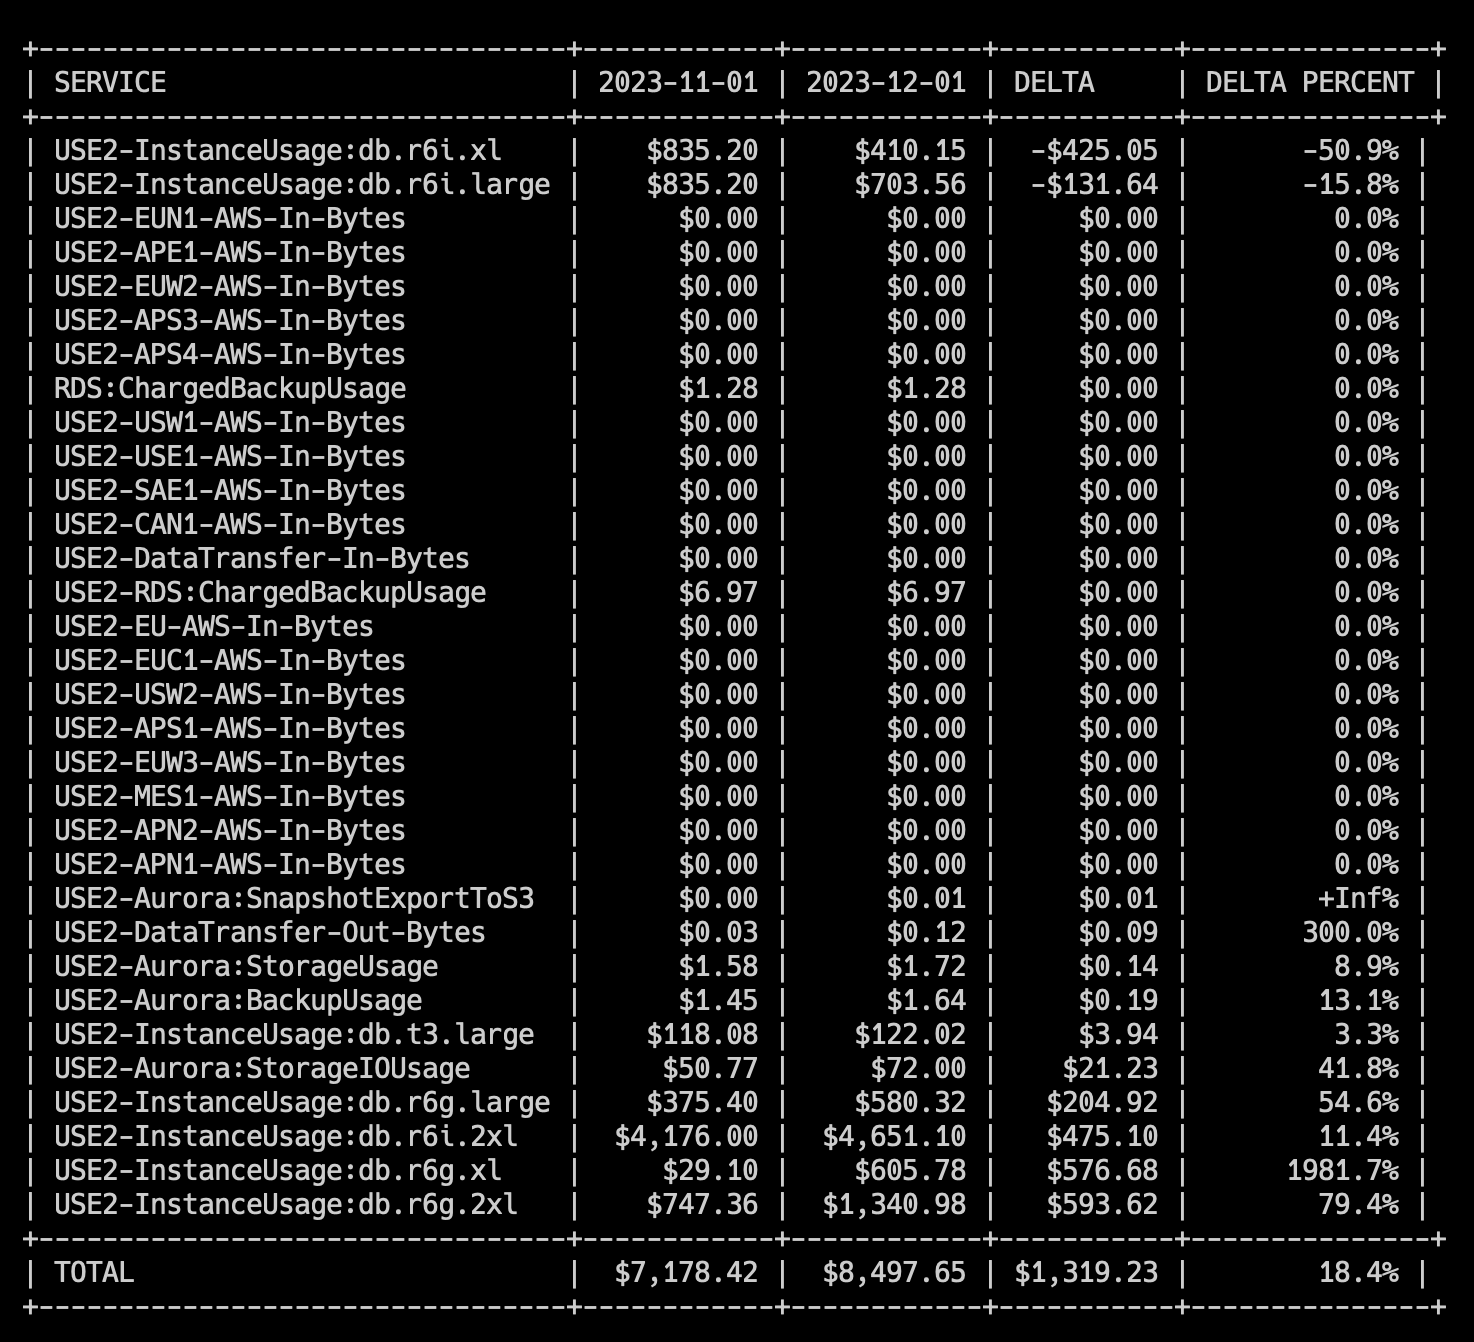 +---------------------------------+------------+------------+-----------+---------------+
| SERVICE                         | 2023-11-01 | 2023-12-01 | DELTA     | DELTA PERCENT |
+---------------------------------+------------+------------+-----------+---------------+
| USE2-InstanceUsage:db.r6i.xl    |    $835.20 |    $410.15 |  -$425.05 |       -50.9% |
| USE2-InstanceUsage:db.r6i.large |    $835.20 |    $703.56 |  -$131.64 |       -15.8% |
| USE2-EUN1-AWS-In-Bytes          |      $0.00 |      $0.00 |     $0.00 |         0.0% |
| USE2-APE1-AWS-In-Bytes          |      $0.00 |      $0.00 |     $0.00 |         0.0% |
| USE2-EUW2-AWS-In-Bytes          |      $0.00 |      $0.00 |     $0.00 |         0.0% |
| USE2-APS3-AWS-In-Bytes          |      $0.00 |      $0.00 |     $0.00 |         0.0% |
| USE2-APS4-AWS-In-Bytes          |      $0.00 |      $0.00 |     $0.00 |         0.0% |
| RDS:ChargedBackupUsage          |      $1.28 |      $1.28 |     $0.00 |         0.0% |
| USE2-USW1-AWS-In-Bytes          |      $0.00 |      $0.00 |     $0.00 |         0.0% |
| USE2-USE1-AWS-In-Bytes          |      $0.00 |      $0.00 |     $0.00 |         0.0% |
| USE2-SAE1-AWS-In-Bytes          |      $0.00 |      $0.00 |     $0.00 |         0.0% |
| USE2-CAN1-AWS-In-Bytes          |      $0.00 |      $0.00 |     $0.00 |         0.0% |
| USE2-DataTransfer-In-Bytes      |      $0.00 |      $0.00 |     $0.00 |         0.0% |
| USE2-RDS:ChargedBackupUsage     |      $6.97 |      $6.97 |     $0.00 |         0.0% |
| USE2-EU-AWS-In-Bytes            |      $0.00 |      $0.00 |     $0.00 |         0.0% |
| USE2-EUC1-AWS-In-Bytes          |      $0.00 |      $0.00 |     $0.00 |         0.0% |
| USE2-USW2-AWS-In-Bytes          |      $0.00 |      $0.00 |     $0.00 |         0.0% |
| USE2-APS1-AWS-In-Bytes          |      $0.00 |      $0.00 |     $0.00 |         0.0% |
| USE2-EUW3-AWS-In-Bytes          |      $0.00 |      $0.00 |     $0.00 |         0.0% |
| USE2-MES1-AWS-In-Bytes          |      $0.00 |      $0.00 |     $0.00 |         0.0% |
| USE2-APN2-AWS-In-Bytes          |      $0.00 |      $0.00 |     $0.00 |         0.0% |
| USE2-APN1-AWS-In-Bytes          |      $0.00 |      $0.00 |     $0.00 |         0.0% |
| USE2-Aurora:SnapshotExportToS3  |      $0.00 |      $0.01 |     $0.01 |        +Inf% |
| USE2-DataTransfer-Out-Bytes     |      $0.03 |      $0.12 |     $0.09 |       300.0% |
| USE2-Aurora:StorageUsage        |      $1.58 |      $1.72 |     $0.14 |         8.9% |
| USE2-Aurora:BackupUsage         |      $1.45 |      $1.64 |     $0.19 |        13.1% |
| USE2-InstanceUsage:db.t3.large  |    $118.08 |    $122.02 |     $3.94 |         3.3% |
| USE2-Aurora:StorageIOUsage      |     $50.77 |     $72.00 |    $21.23 |        41.8% |
| USE2-InstanceUsage:db.r6g.large |    $375.40 |    $580.32 |   $204.92 |        54.6% |
| USE2-InstanceUsage:db.r6i.2xl   |  $4,176.00 |  $4,651.10 |   $475.10 |        11.4% |
| USE2-InstanceUsage:db.r6g.xl    |     $29.10 |    $605.78 |   $576.68 |      1981.7% |
| USE2-InstanceUsage:db.r6g.2xl   |    $747.36 |  $1,340.98 |   $593.62 |        79.4% |
+---------------------------------+------------+------------+-----------+---------------+
| TOTAL                           |  $7,178.42 |  $8,497.65 | $1,319.23 |        18.4% |
+---------------------------------+------------+------------+-----------+---------------+